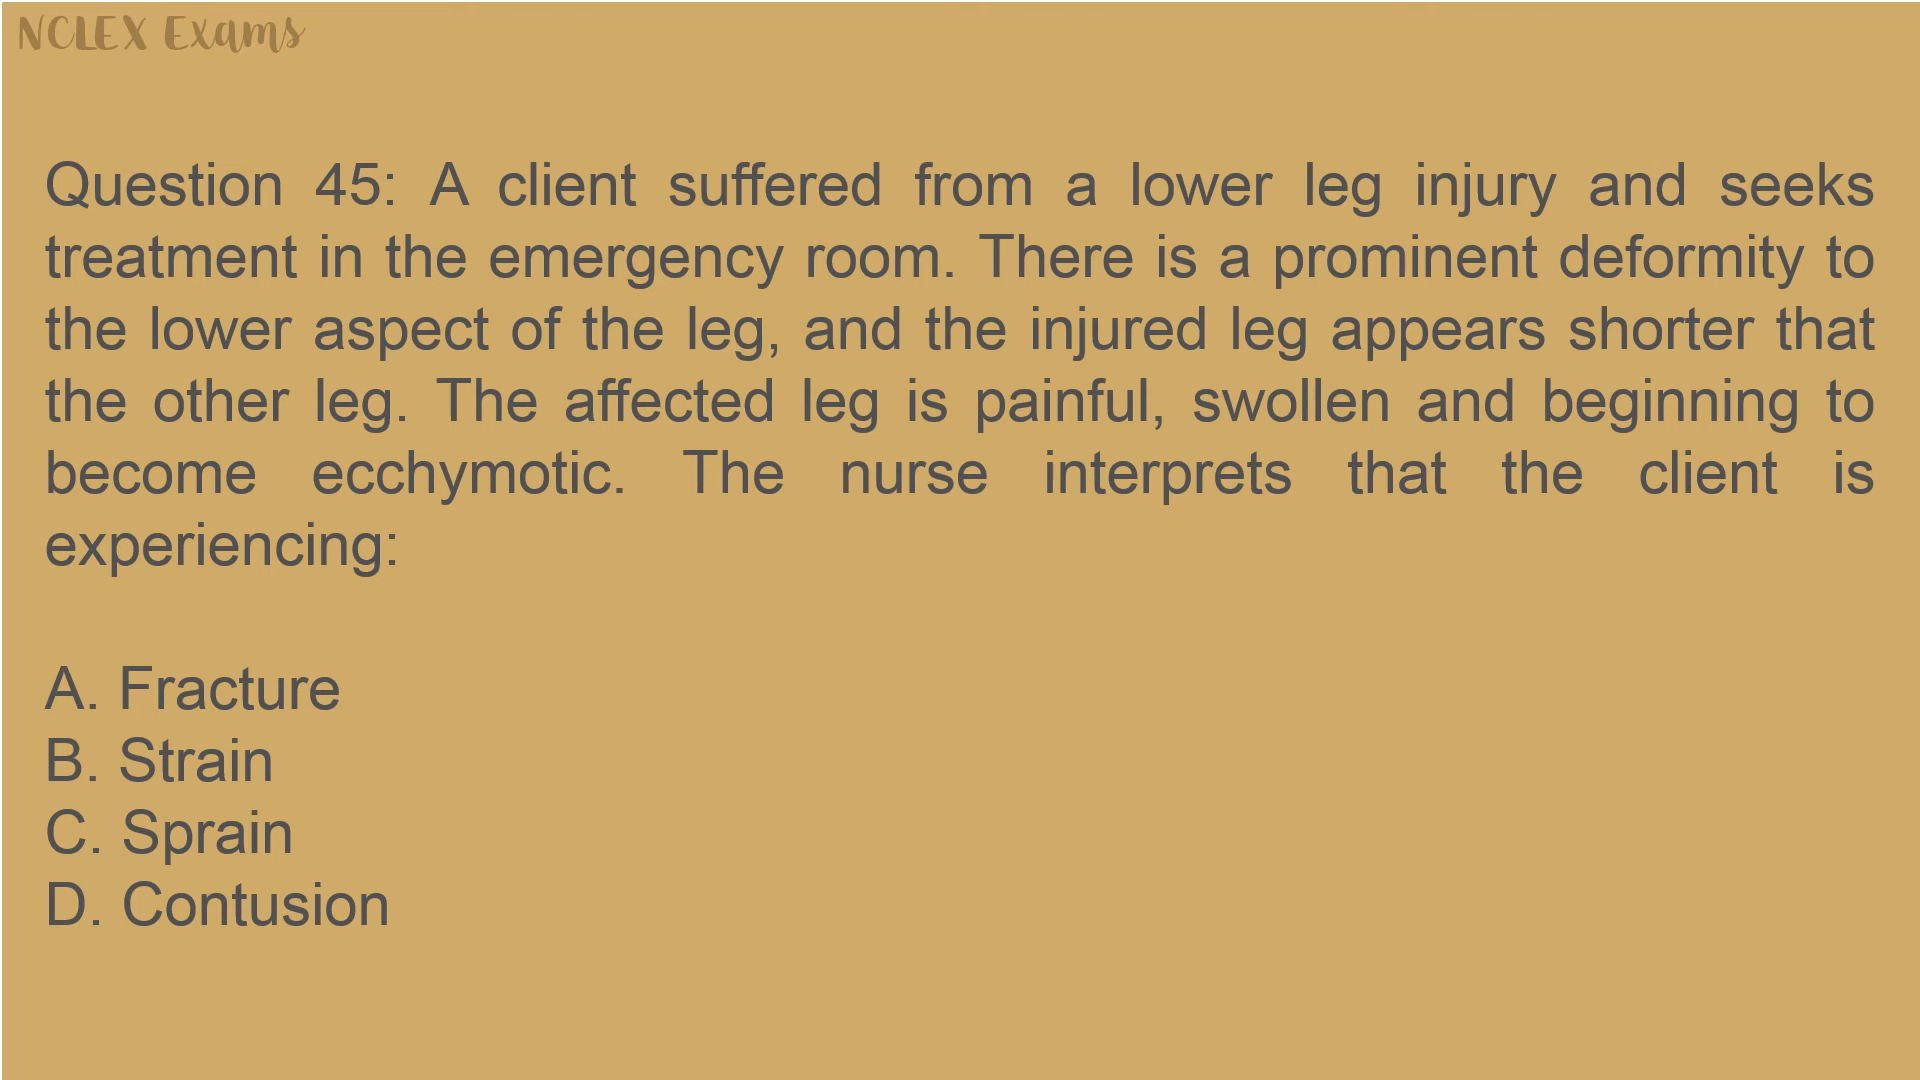 NCLEX Exams
Question 45: A client suffered from a lower leg injury and seeks
treatment in the emergency room. There is a prominent deformity to
the lower aspect of the leg, and the injured leg appears shorter that
the other leg. The affected leg is painful, swollen and beginning to
become ecchymotic. The nurse interprets that the client is
experiencing:
A. Fracture
B. Strain
C. Sprain
D. Contusion